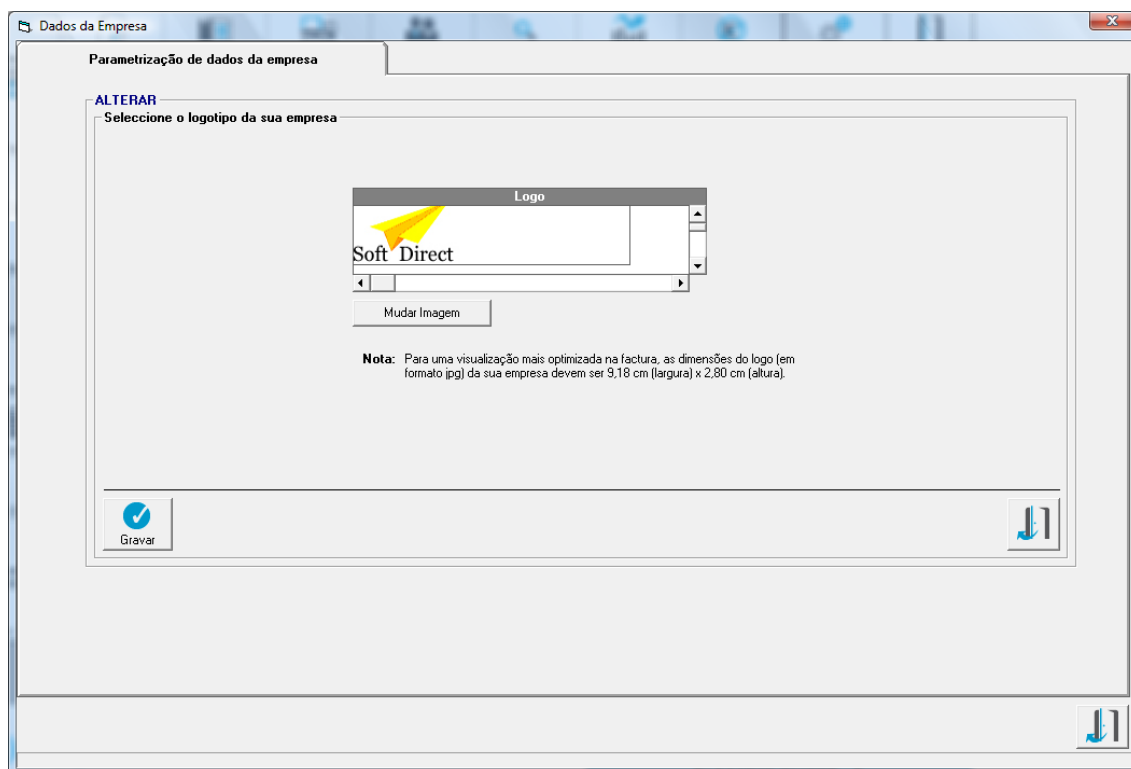 Dados da Empresa
Parametrização de dados da empresa
ALTERAR
Seleccione o logotipo da sua empresa
Logo
Soft Direct
Mudar Imagem
Nota: Para uma visualização mais optimizada na factura, as dimensões do logo (em
formato jpg) da sua empresa devem ser 9,18 cm (largura) x 2,80 cm (altura).
Gravar